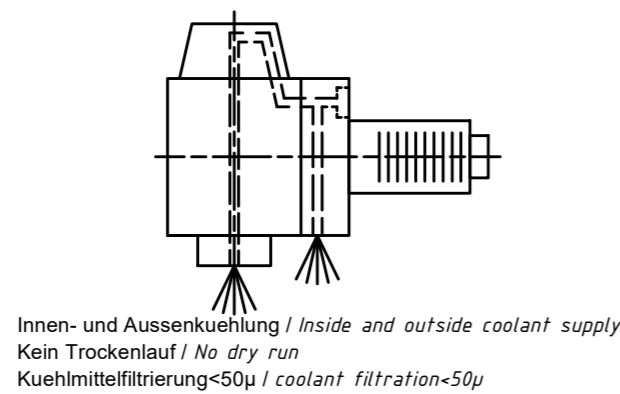 Innen- und Aussenkuehlung / Inside and outside coolant supply
Kein Trockenlauf / No dry run
Kuehlmittelfiltrierung<50µ / coolant filtration<50µ